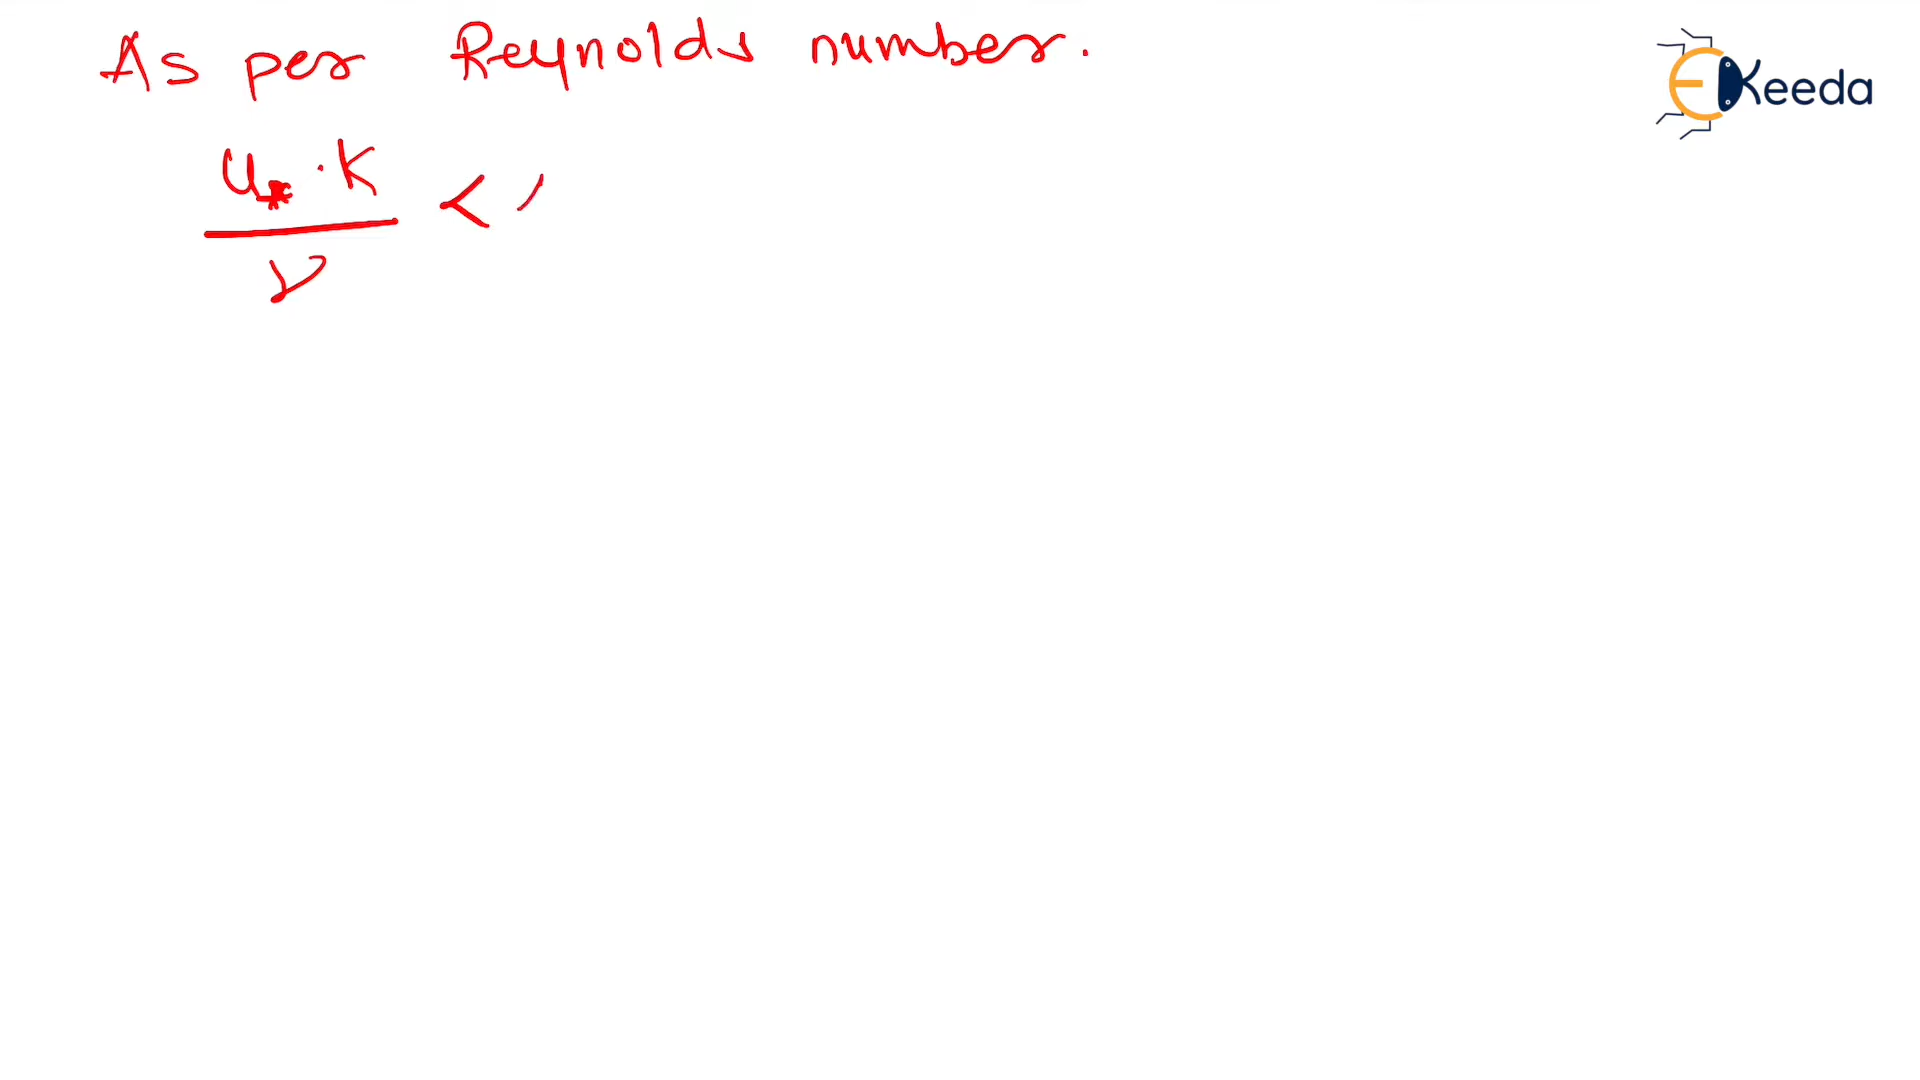 As per Reynolds number.
EKeeda
u* · K
<
ν